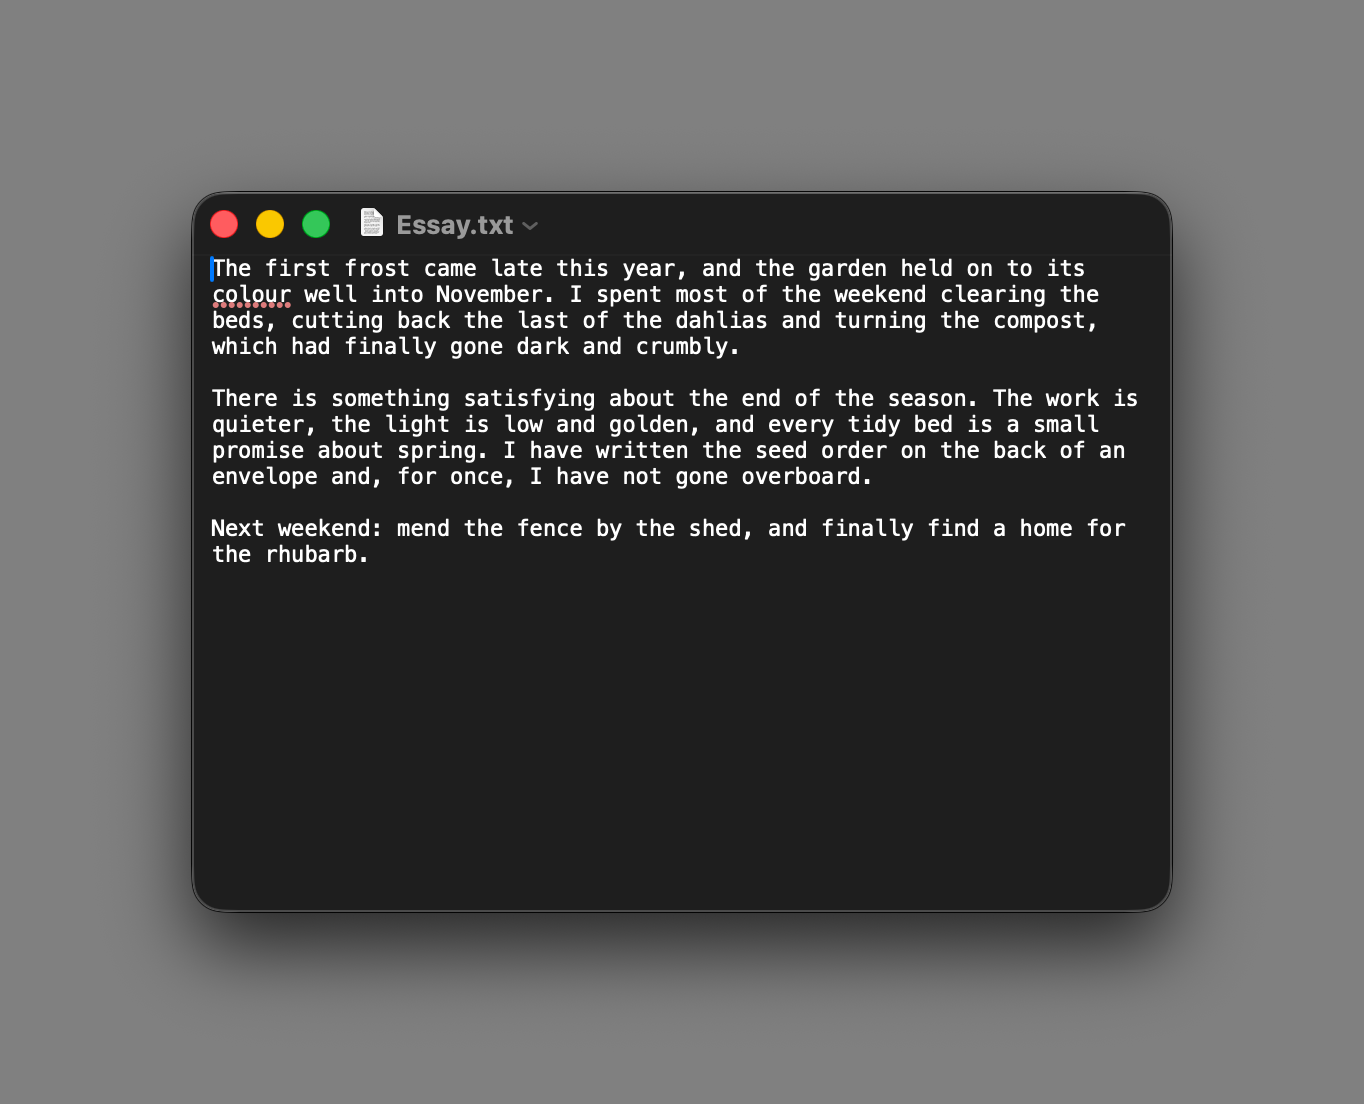 Essay.txt
The first frost came late this year, and the garden held on to its
colour well into November. I spent most of the weekend clearing the
beds, cutting back the last of the dahlias and turning the compost,
which had finally gone dark and crumbly.
There is something satisfying about the end of the season. The work is
quieter, the light is low and golden, and every tidy bed is a small
promise about spring. I have written the seed order on the back of an
envelope and, for once, I have not gone overboard.
Next weekend: mend the fence by the shed, and finally find a home for
the rhubarb.